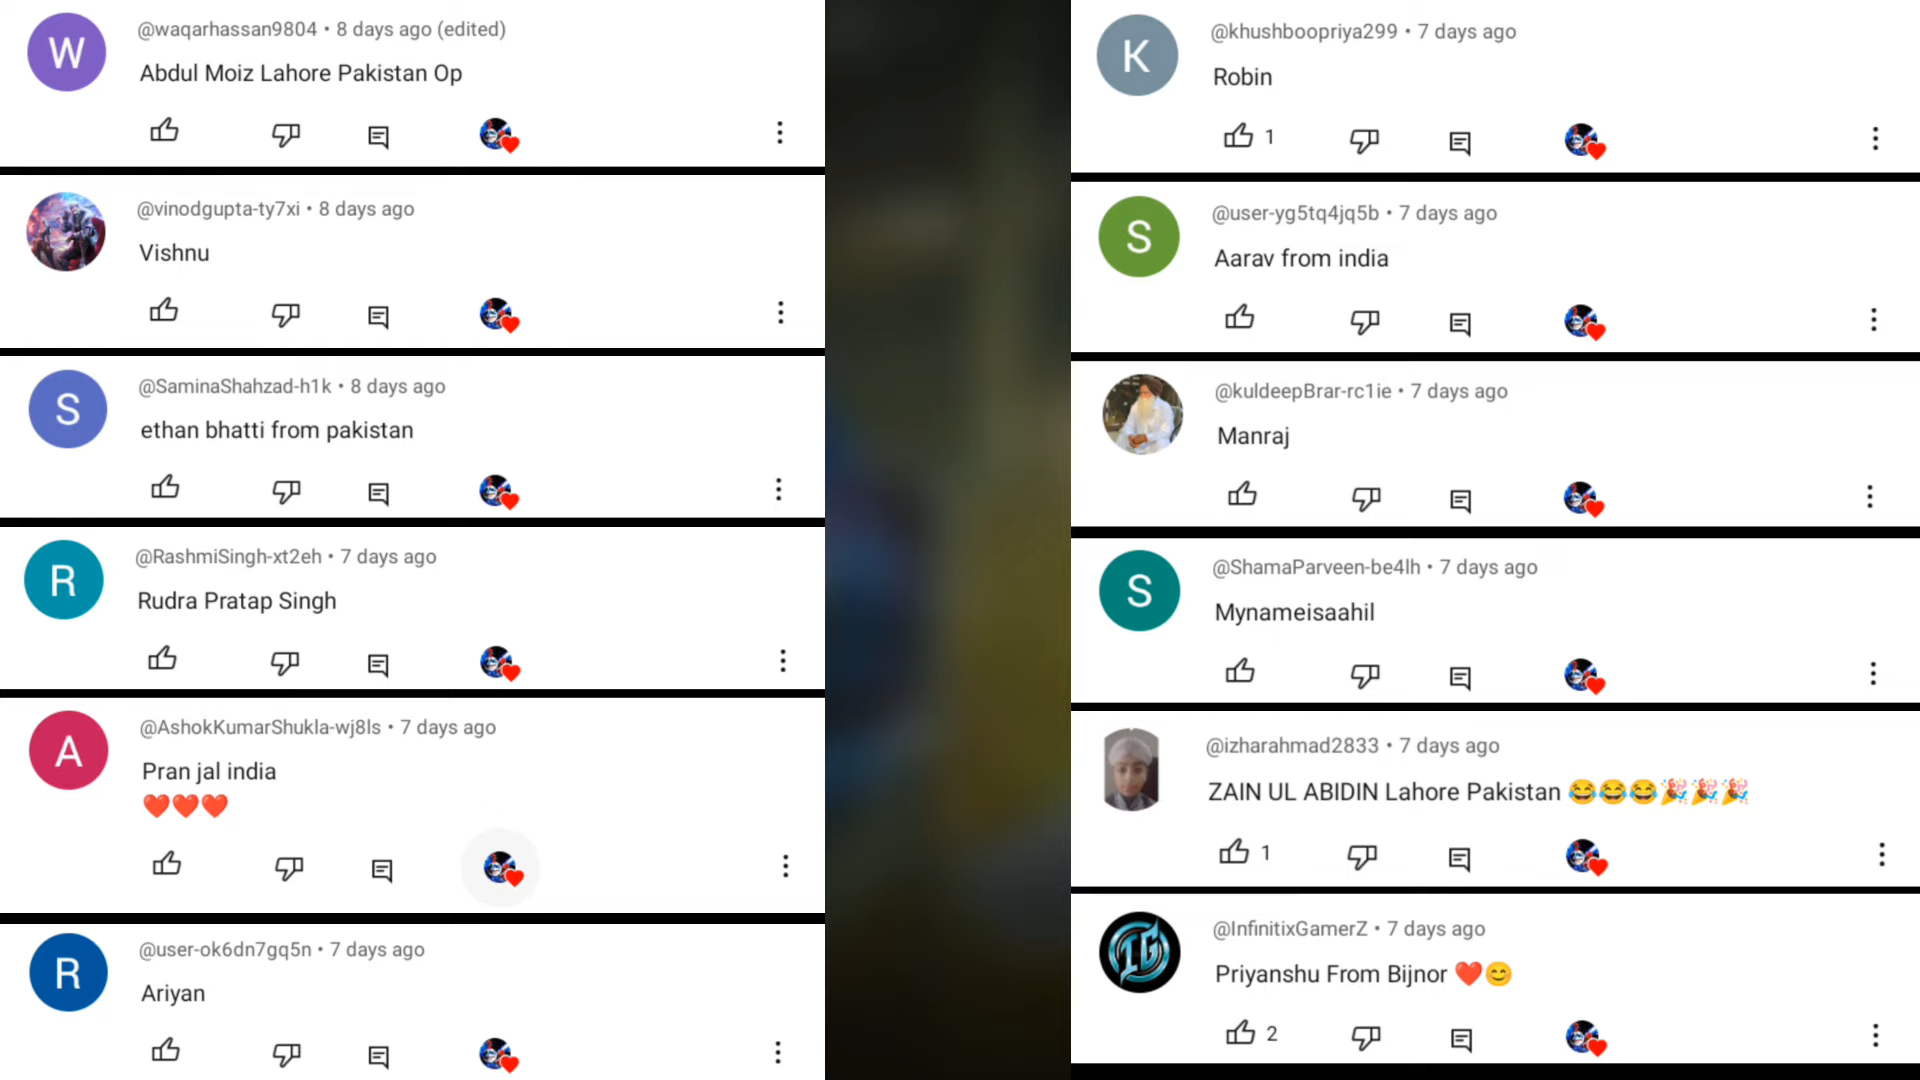 W
@waqarhassan9804 • 8 days ago (edited)
Abdul Moiz Lahore Pakistan Op
@vinodgupta-ty7xi • 8 days ago
Vishnu
S
@SaminaShahzad-h1k • 8 days ago
ethan bhatti from pakistan
R
@RashmiSingh-xt2eh • 7 days ago
Rudra Pratap Singh
A
@AshokKumarShukla-wj8ls • 7 days ago
Pran jal india
❤️❤️❤️
R
@user-ok6dn7gq5n • 7 days ago
Ariyan
K
@khushboopriya299 • 7 days ago
Robin
1
S
@user-yg5tq4jq5b • 7 days ago
Aarav from india
@kuldeepBrar-rc1ie • 7 days ago
Manraj
S
@ShamaParveen-be4lh • 7 days ago
Mynameisaahil
@izharahmad2833 • 7 days ago
ZAIN UL ABIDIN Lahore Pakistan 😂😂😂🎉🎉🎉
1
IG
@InfinitixGamerZ • 7 days ago
Priyanshu From Bijnor ❤️😊
2